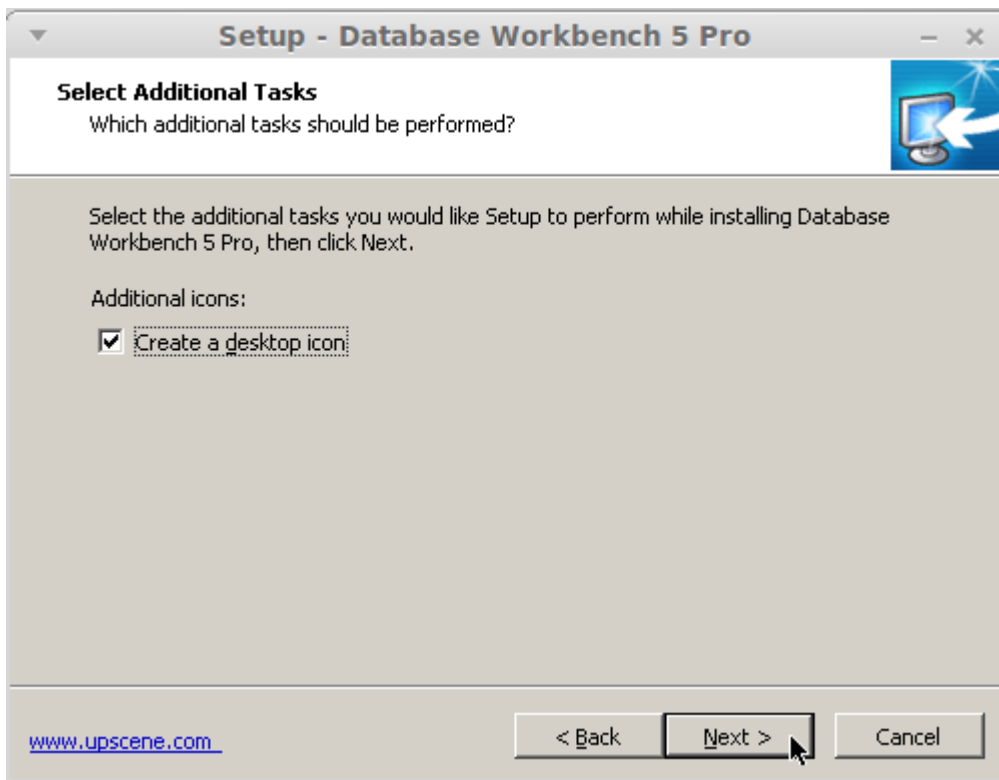 Setup - Database Workbench 5 Pro
Select Additional Tasks
Which additional tasks should be performed?
Select the additional tasks you would like Setup to perform while installing Database
Workbench 5 Pro, then click Next.
Additional icons:
Create a desktop icon
www.upscene.com
< Back
Next >
Cancel